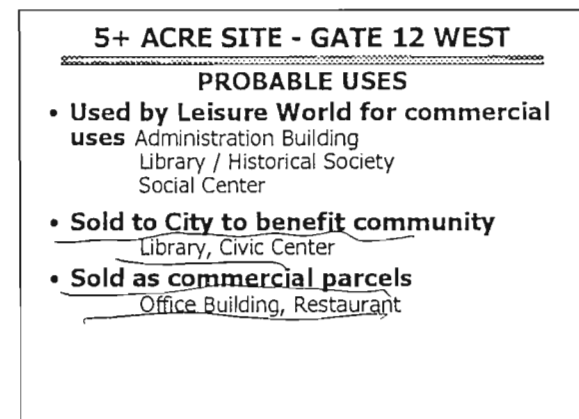 5+ ACRE SITE - GATE 12 WEST
PROBABLE USES
• Used by Leisure World for commercial
uses Administration Building
Library / Historical Society
Social Center
• Sold to City to benefit community
Library, Civic Center
• Sold as commercial parcels
Office Building, Restaurant